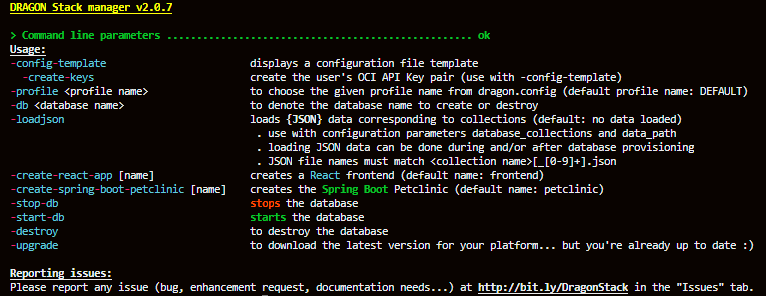 DRAGON Stack manager v2.0.7
> Command line parameters ................................................... ok
Usage:
-config-template displays a configuration file template
-create-keys create the user's OCI API Key pair (use with -config-template)
-profile <profile name> to choose the given profile name from dragon.config (default profile name: DEFAULT)
-db <database name> to denote the database name to create or destroy
-loadjson loads {JSON} data corresponding to collections (default: no data loaded)
. use with configuration parameters database_collections and data_path
. loading JSON data can be done during and/or after database provisioning
. JSON file names must match <collection name>[_[0-9]+].json
-create-react-app [name] creates a React frontend (default name: frontend)
-create-spring-boot-petclinic [name] creates the Spring Boot Petclinic (default name: petclinic)
-stop-db stops the database
-start-db starts the database
-destroy to destroy the database
-upgrade to download the latest version for your platform... but you're already up to date :)
Reporting issues:
Please report any issue (bug, enhancement request, documentation needs...) at http://bit.ly/DragonStack in the "Issues" tab.